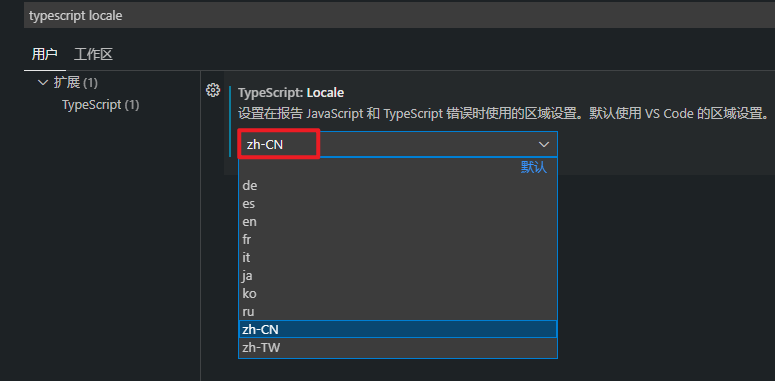 typescript locale
用户 工作区
扩展 (1)
TypeScript (1)
TypeScript: Locale
设置在报告 JavaScript 和 TypeScript 错误时使用的区域设置。默认使用 VS Code 的区域设置。
zh-CN
默认
de
es
en
fr
it
ja
ko
ru
zh-CN
zh-TW